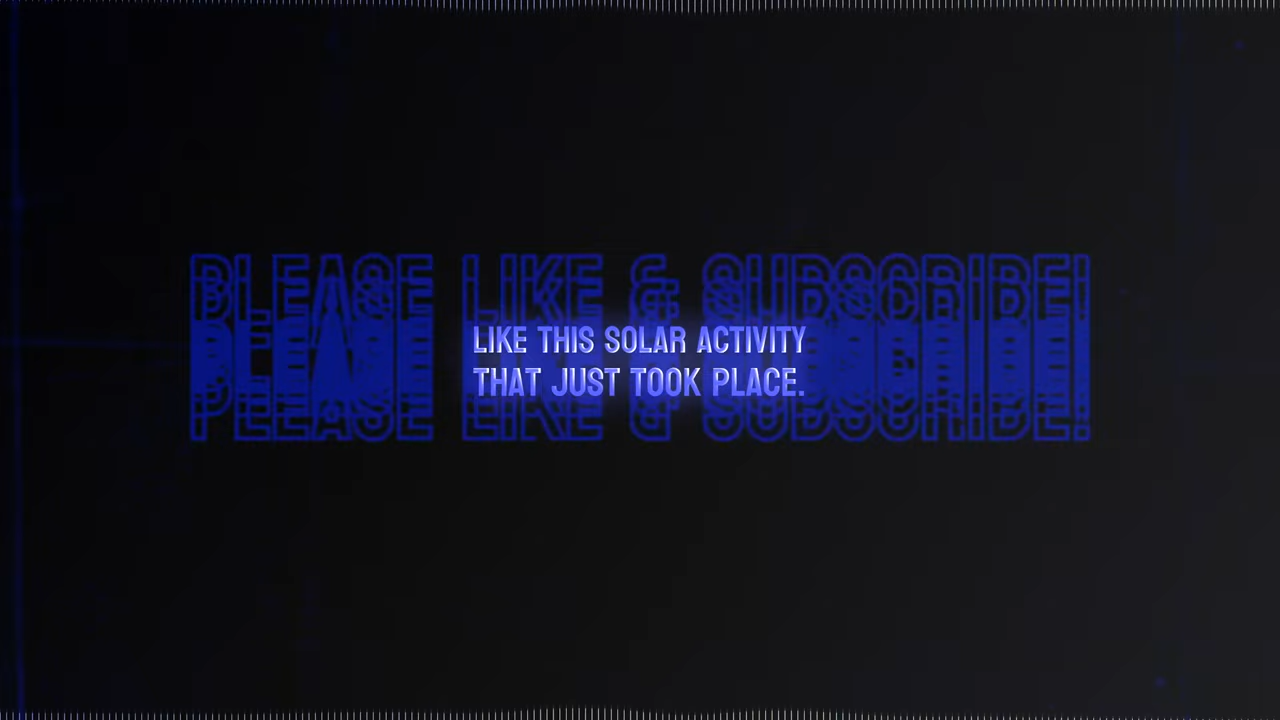 PLEASE LIKE & SUBSCRIBE!
LIKE THIS SOLAR ACTIVITY
THAT JUST TOOK PLACE.